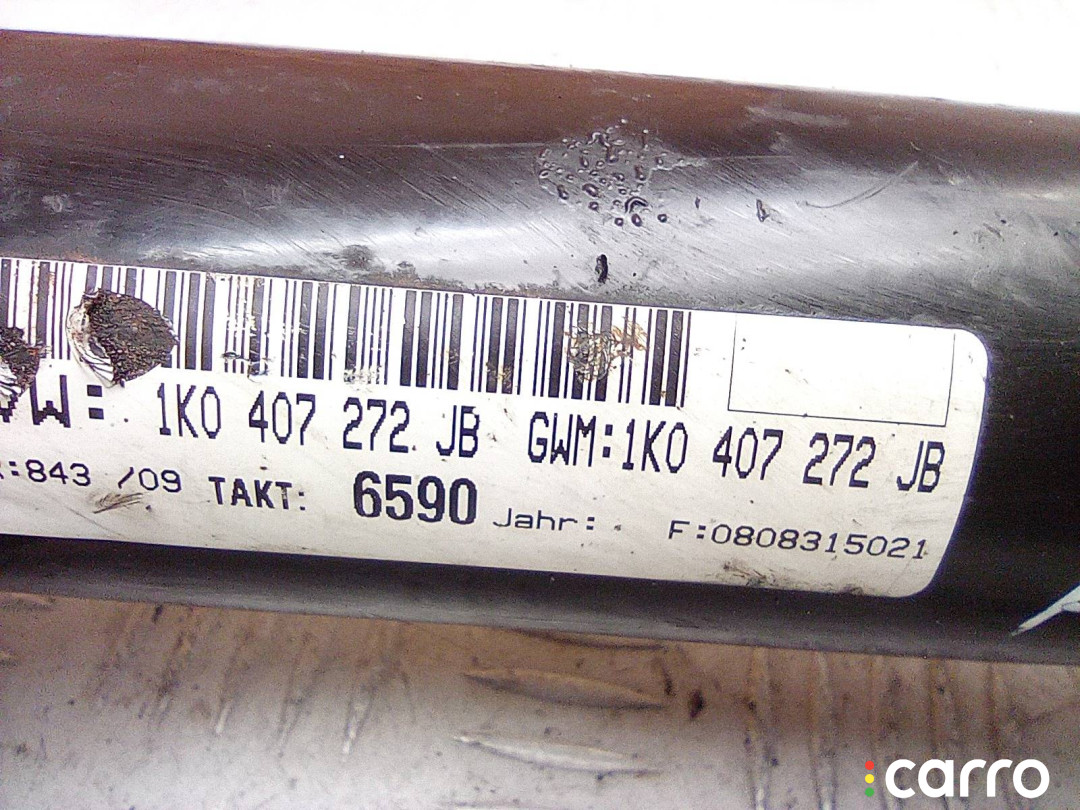 W: 1K0 407 272 JB GWM:1K0 407 272 JB
:843 /09 TAKT: 6590 Jahr: F:0808315021
carro